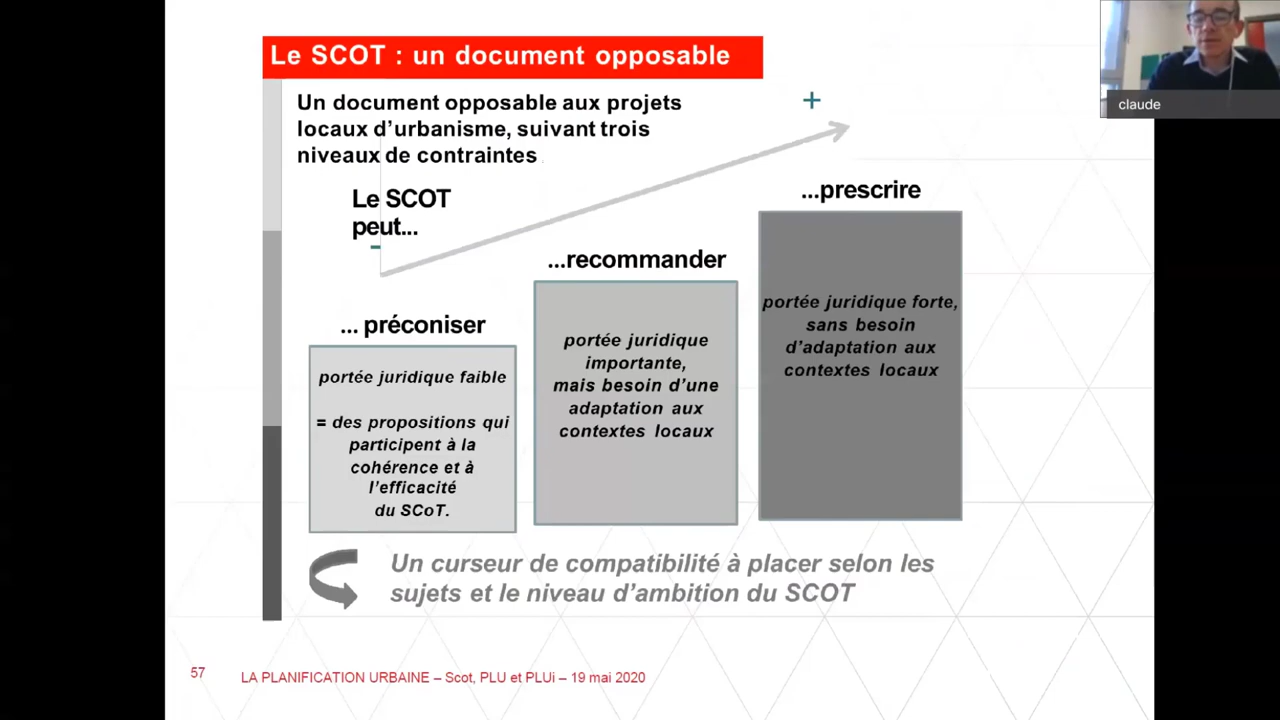 Le SCOT : un document opposable
claude
Un document opposable aux projets
locaux d'urbanisme, suivant trois
niveaux de contraintes
+
Le SCOT
peut...
-
...prescrire
portée juridique forte,
sans besoin
d'adaptation aux
contextes locaux
...recommander
portée juridique
importante,
mais besoin d'une
adaptation aux
contextes locaux
... préconiser
portée juridique faible
= des propositions qui
participent à la
cohérence et à
l'efficacité
du SCoT.
Un curseur de compatibilité à placer selon les
sujets et le niveau d'ambition du SCOT
57
LA PLANIFICATION URBAINE – Scot, PLU et PLUi – 19 mai 2020